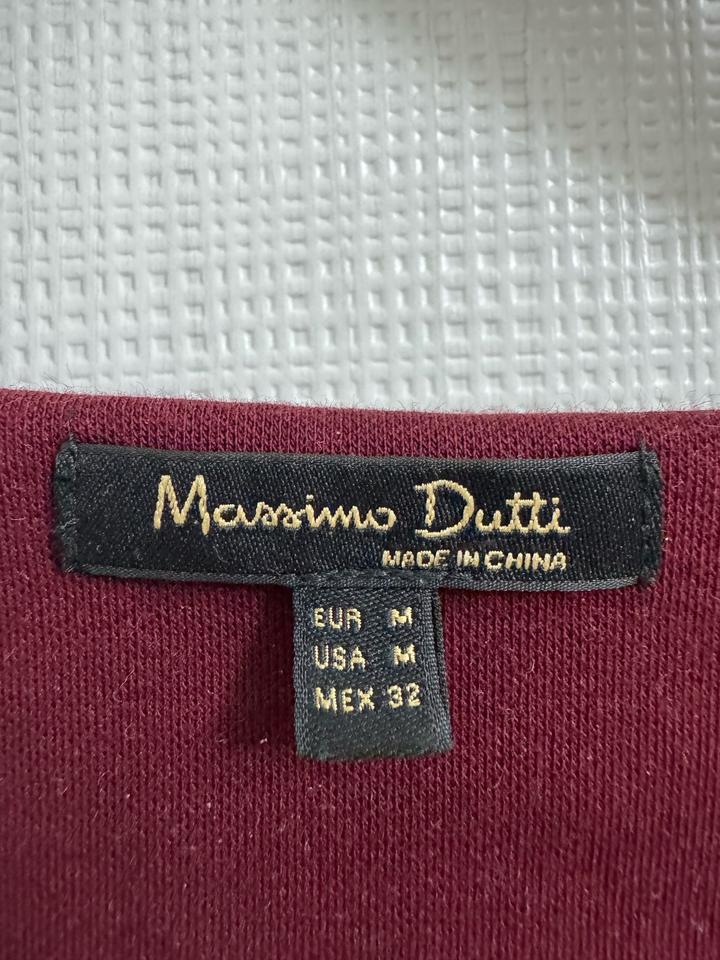 Massimo Dutti
MADE IN CHINA
EUR M
USA M
MEX 32